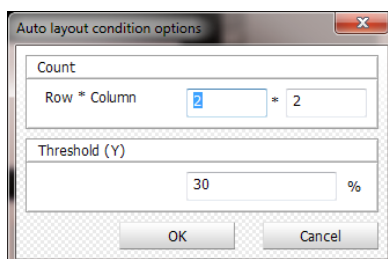 Auto layout condition options
Count
Row * Column 2 * 2
Threshold (Y)
30 %
OK Cancel